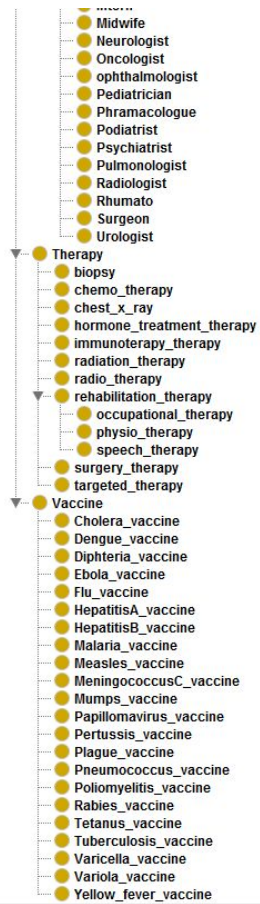 Midwife
Neurologist
Oncologist
ophthalmologist
Pediatrician
Phramacologue
Podiatrist
Psychiatrist
Pulmonologist
Radiologist
Rhumato
Surgeon
Urologist
Therapy
biopsy
chemo_therapy
chest_x_ray
hormone_treatment_therapy
immunoterapy_therapy
radiation_therapy
radio_therapy
rehabilitation_therapy
occupational_therapy
physio_therapy
speech_therapy
surgery_therapy
targeted_therapy
Vaccine
Cholera_vaccine
Dengue_vaccine
Diphteria_vaccine
Ebola_vaccine
Flu_vaccine
HepatitisA_vaccine
HepatitisB_vaccine
Malaria_vaccine
Measles_vaccine
MeningococcusC_vaccine
Mumps_vaccine
Papillomavirus_vaccine
Pertussis_vaccine
Plague_vaccine
Pneumococcus_vaccine
Poliomyelitis_vaccine
Rabies_vaccine
Tetanus_vaccine
Tuberculosis_vaccine
Varicella_vaccine
Variola_vaccine
Yellow_fever_vaccine